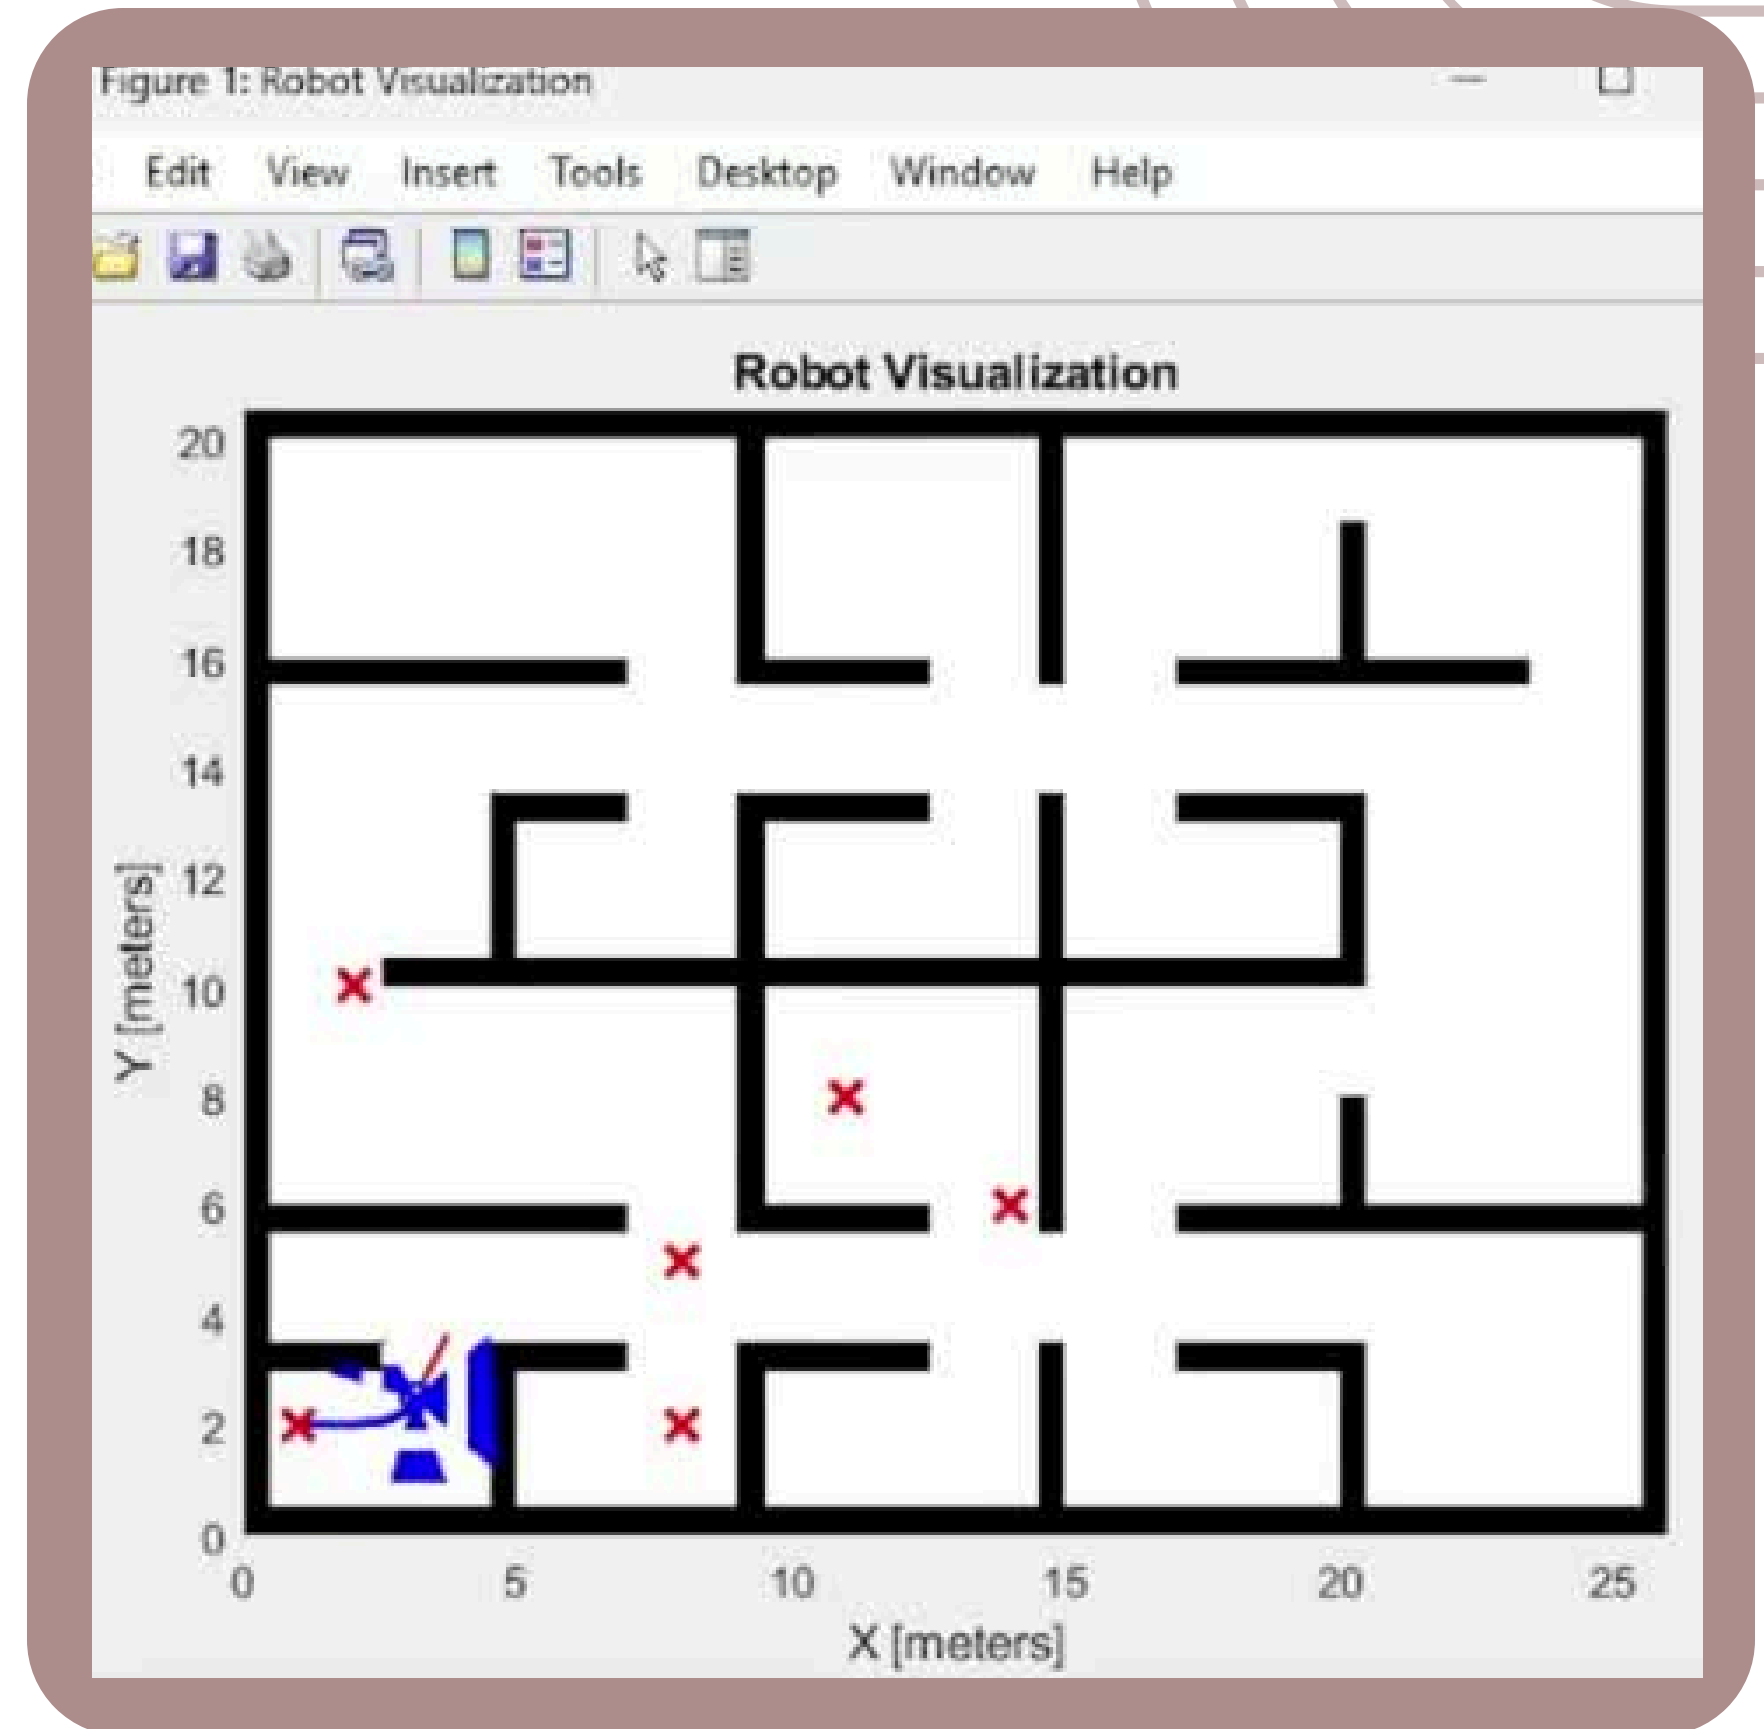 Figure 1: Robot Visualization
Edit View Insert Tools Desktop Window Help
Robot Visualization
20
18
16
14
12
10
8
6
4
2
0
Y [meters]
0 5 10 15 20 25
X [meters]